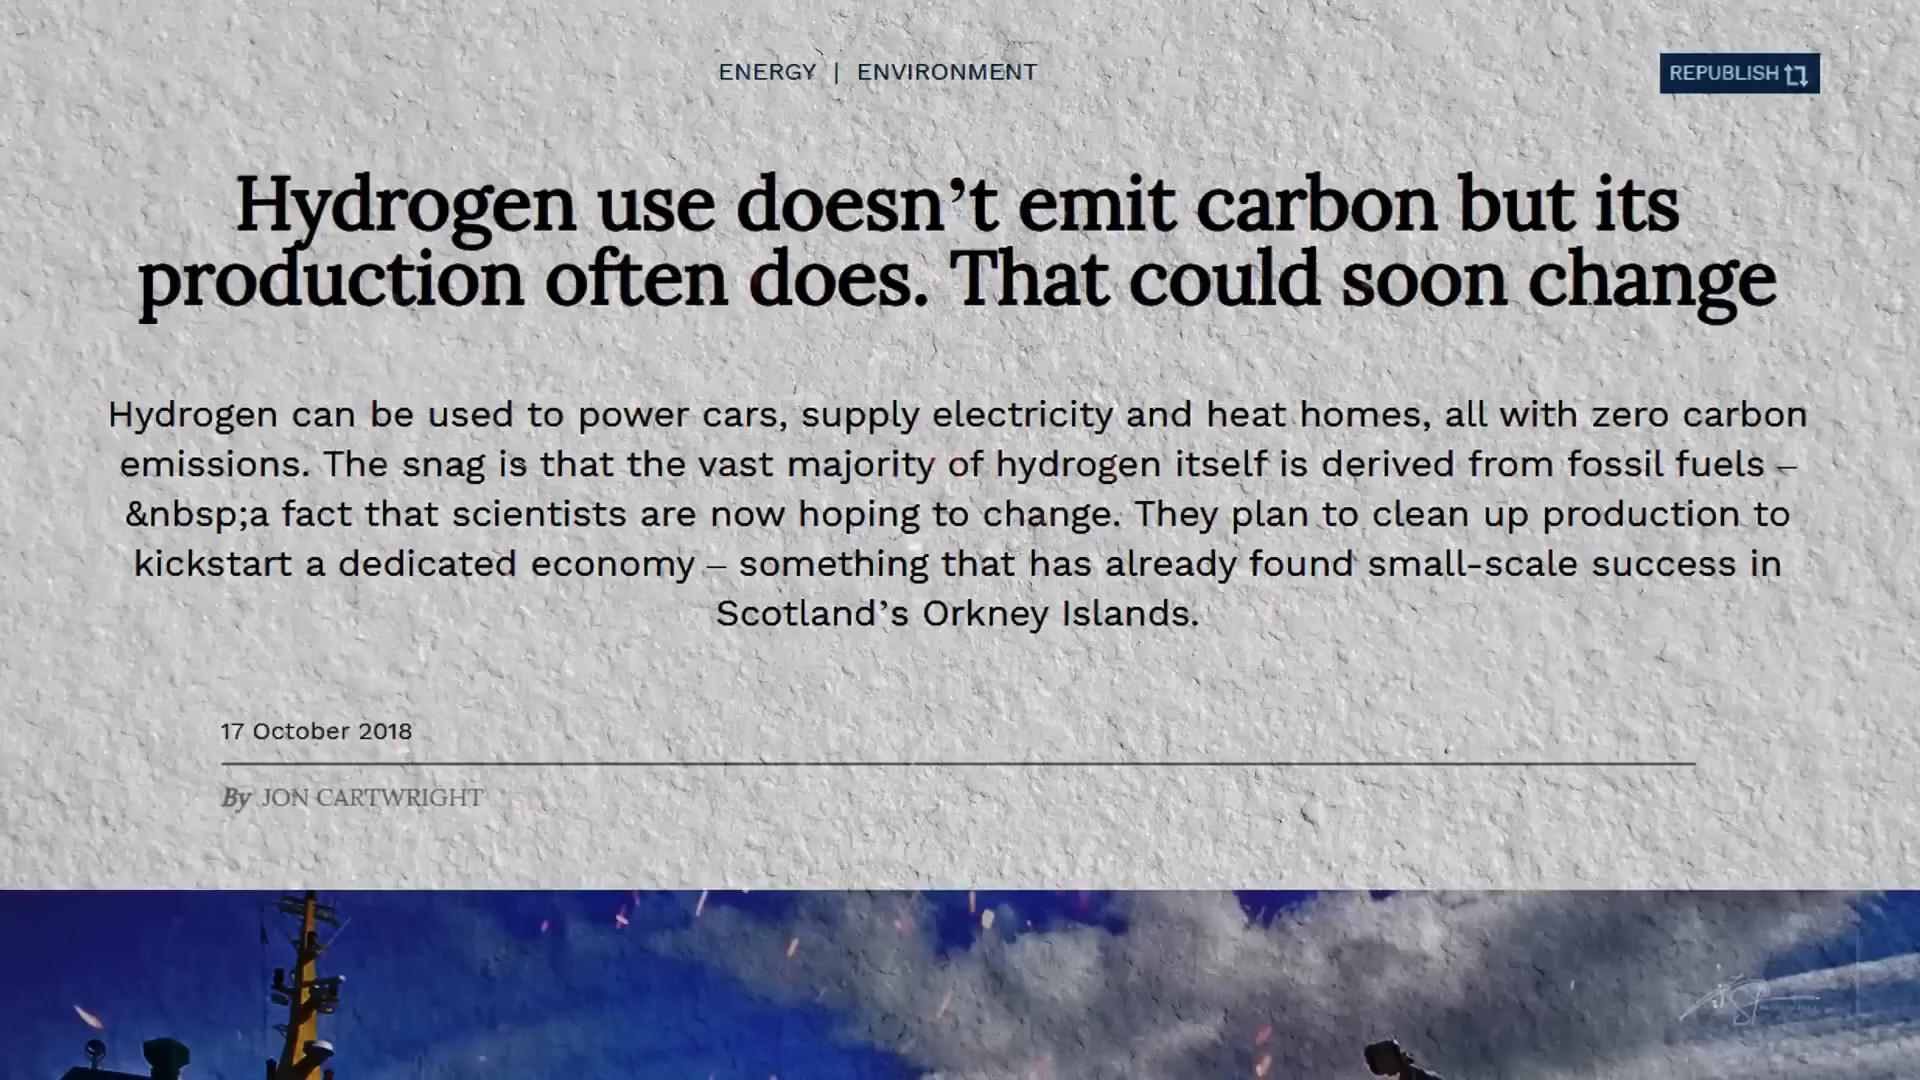 ENERGY | ENVIRONMENT
REPUBLISH
Hydrogen use doesn’t emit carbon but its
production often does. That could soon change
Hydrogen can be used to power cars, supply electricity and heat homes, all with zero carbon
emissions. The snag is that the vast majority of hydrogen itself is derived from fossil fuels –
&nbsp;a fact that scientists are now hoping to change. They plan to clean up production to
kickstart a dedicated economy – something that has already found small-scale success in
Scotland’s Orkney Islands.
17 October 2018
By JON CARTWRIGHT